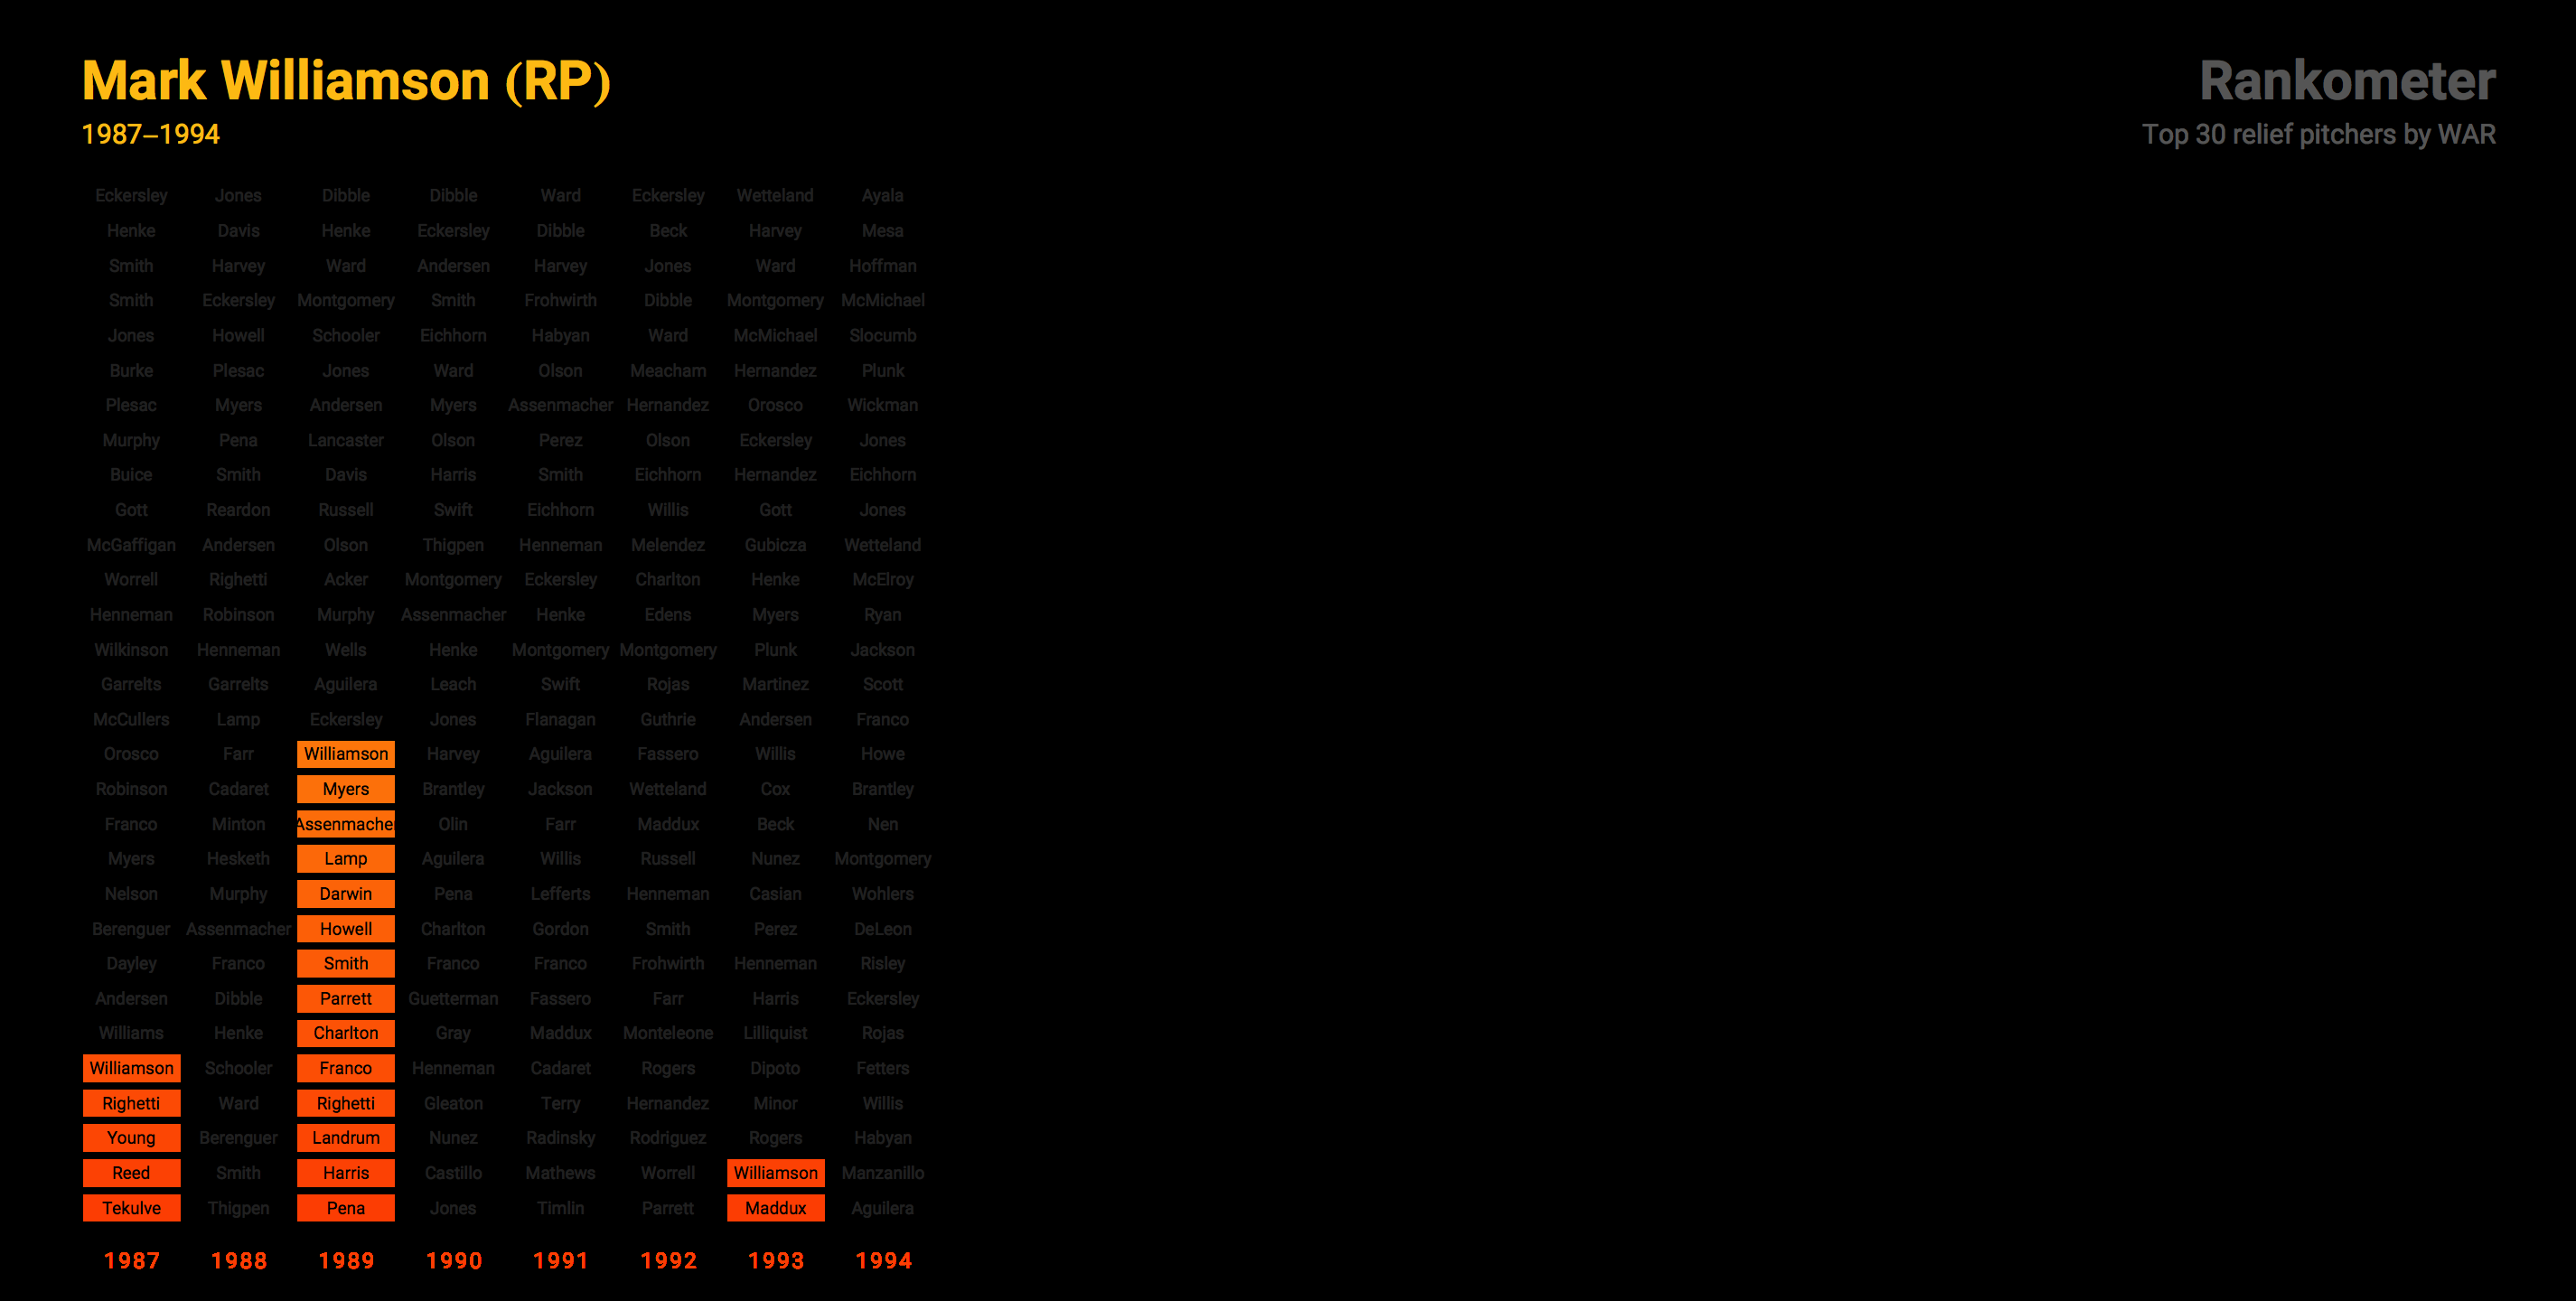 Mark Williamson (RP)
1987–1994
Rankometer
Top 30 relief pitchers by WAR
Eckersley Jones Dibble Dibble Ward Eckersley Wetteland Ayala
Henke Davis Henke Eckersley Dibble Beck Harvey Mesa
Smith Harvey Ward Andersen Harvey Jones Ward Hoffman
Smith Eckersley Montgomery Smith Frohwirth Dibble Montgomery McMichael
Jones Howell Schooler Eichhorn Habyan Ward McMichael Slocumb
Burke Plesac Jones Ward Olson Meacham Hernandez Plunk
Plesac Myers Andersen Myers Assenmacher Hernandez Orosco Wickman
Murphy Pena Lancaster Olson Perez Olson Eckersley Jones
Buice Smith Davis Harris Smith Eichhorn Hernandez Eichhorn
Gott Reardon Russell Swift Eichhorn Willis Gott Jones
McGaffigan Andersen Olson Thigpen Henneman Melendez Gubicza Wetteland
Worrell Righetti Acker Montgomery Eckersley Charlton Henke McElroy
Henneman Robinson Murphy Assenmacher Henke Edens Myers Ryan
Wilkinson Henneman Wells Henke Montgomery Montgomery Plunk Jackson
Garrelts Garrelts Aguilera Leach Swift Rojas Martinez Scott
McCullers Lamp Eckersley Jones Flanagan Guthrie Andersen Franco
Orosco Farr Williamson Harvey Aguilera Fassero Willis Howe
Robinson Cadaret Myers Brantley Jackson Wetteland Cox Brantley
Franco Minton Assenmacher Olin Farr Maddux Beck Nen
Myers Hesketh Lamp Aguilera Willis Russell Nunez Montgomery
Nelson Murphy Darwin Pena Lefferts Henneman Casian Wohlers
Berenguer Assenmacher Howell Charlton Gordon Smith Perez DeLeon
Dayley Franco Smith Franco Franco Frohwirth Henneman Risley
Andersen Dibble Parrett Guetterman Fassero Farr Harris Eckersley
Williams Henke Charlton Gray Maddux Monteleone Lilliquist Rojas
Williamson Schooler Franco Henneman Cadaret Rogers Dipoto Fetters
Righetti Ward Righetti Gleaton Terry Hernandez Minor Willis
Young Berenguer Landrum Nunez Radinsky Rodriguez Rogers Habyan
Reed Smith Harris Castillo Mathews Worrell Williamson Manzanillo
Tekulve Thigpen Pena Jones Timlin Parrett Maddux Aguilera
1987 1988 1989 1990 1991 1992 1993 1994